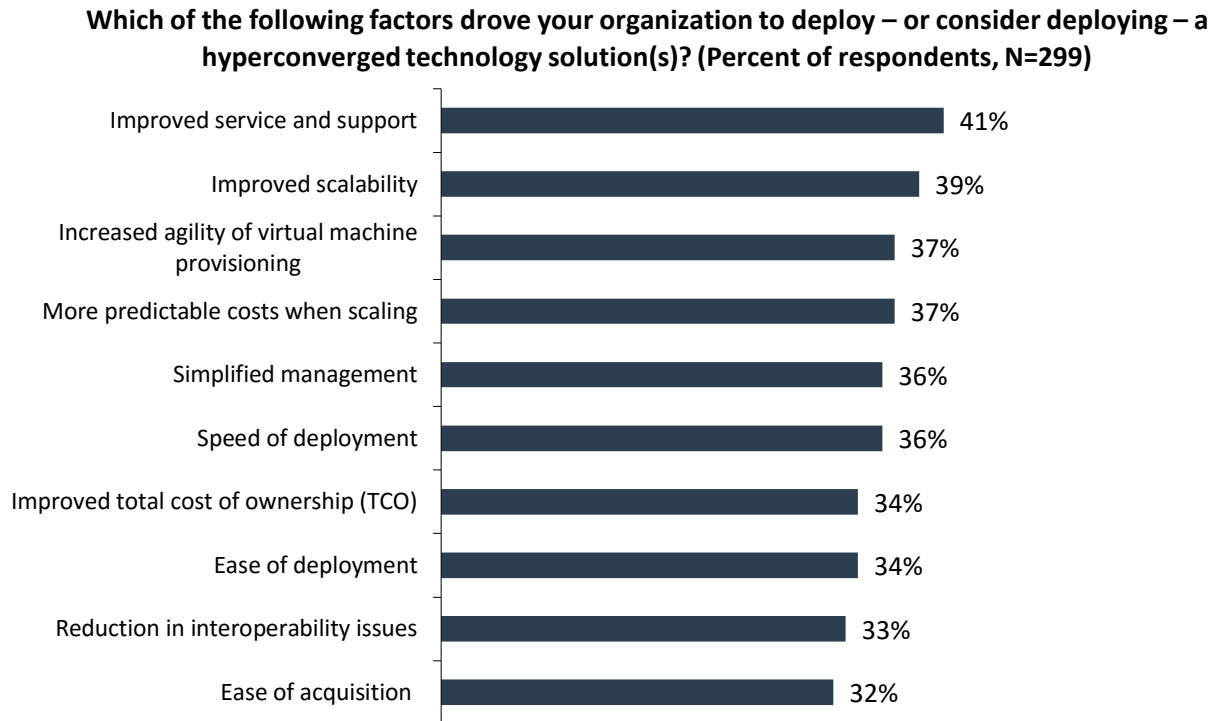 Which of the following factors drove your organization to deploy – or consider deploying – a
hyperconverged technology solution(s)? (Percent of respondents, N=299)
Improved service and support 41%
Improved scalability 39%
Increased agility of virtual machine
provisioning 37%
More predictable costs when scaling 37%
Simplified management 36%
Speed of deployment 36%
Improved total cost of ownership (TCO) 34%
Ease of deployment 34%
Reduction in interoperability issues 33%
Ease of acquisition 32%